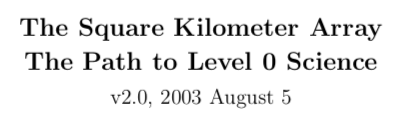 The Square Kilometer Array
The Path to Level 0 Science
v2.0, 2003 August 5